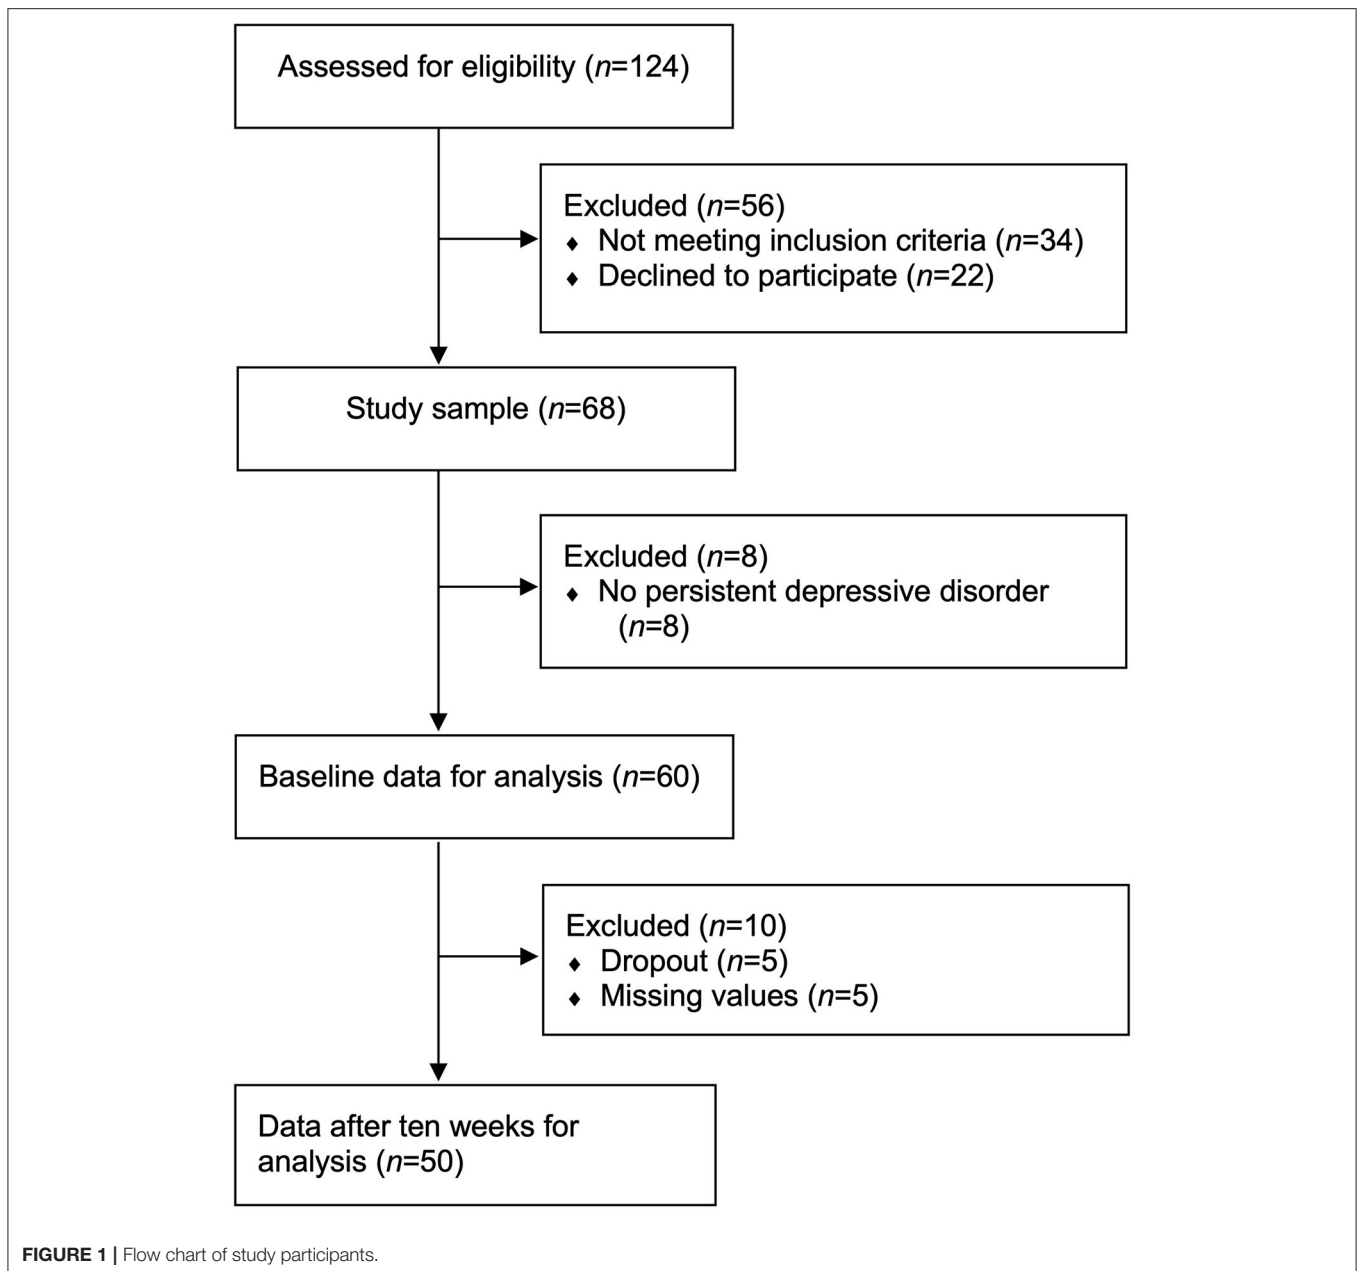 Assessed for eligibility (n=124)
Excluded (n=56)
♦ Not meeting inclusion criteria (n=34)
♦ Declined to participate (n=22)
Study sample (n=68)
Excluded (n=8)
♦ No persistent depressive disorder
(n=8)
Baseline data for analysis (n=60)
Excluded (n=10)
♦ Dropout (n=5)
♦ Missing values (n=5)
Data after ten weeks for
analysis (n=50)
FIGURE 1 | Flow chart of study participants.